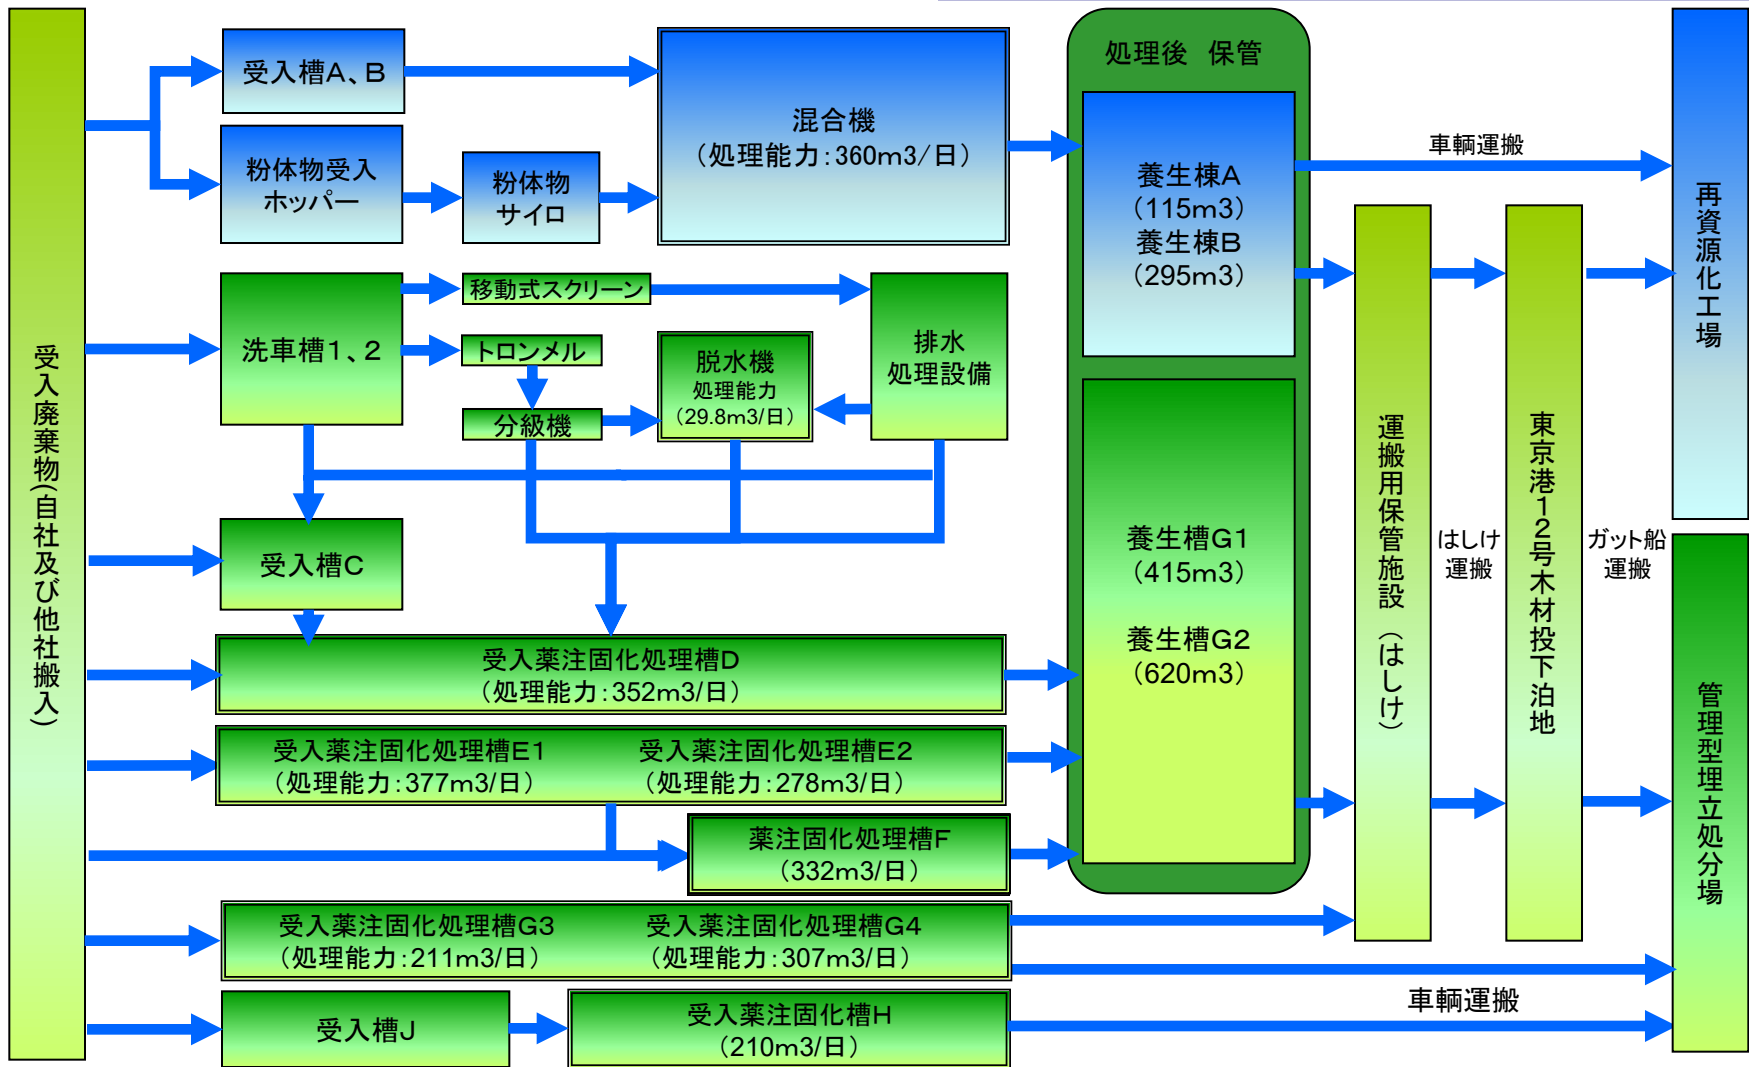 受入廃棄物(自社及び他社搬入)
受入槽A、B
粉体物受入
ホッパー
粉体物
サイロ
混合機
（処理能力：360m3/日）
洗車槽1、2
移動式スクリーン
トロンメル
分級機
脱水機
処理能力
（29.8m3/日）
排水
処理設備
受入槽C
受入薬注固化処理槽D
（処理能力：352m3/日）
受入薬注固化処理槽E1
（処理能力：377m3/日）
受入薬注固化処理槽E2
（処理能力：278m3/日）
薬注固化処理槽F
（332m3/日）
受入薬注固化処理槽G3
（処理能力：211m3/日）
受入薬注固化処理槽G4
（処理能力：307m3/日）
受入槽J
受入薬注固化槽H
（210m3/日）
処理後 保管
養生棟A
（115m3）
養生棟B
（295m3）
養生槽G1
（415m3）
養生槽G2
（620m3）
車輌運搬
運搬用保管施設（はしけ）
はしけ
運搬
東京港12号木材投下泊地
ガット船
運搬
車輌運搬
再資源化工場
管理型埋立処分場